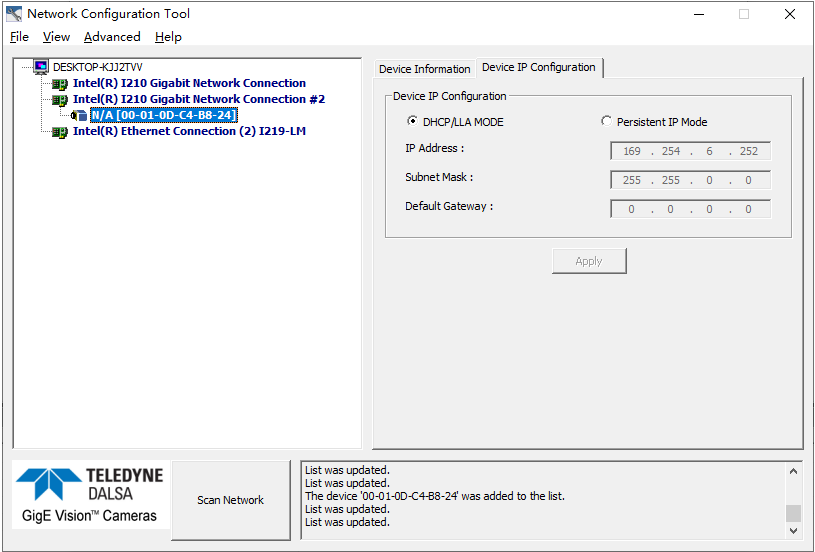 Network Configuration Tool
File View Advanced Help
DESKTOP-KJJ2TVV
Intel(R) I210 Gigabit Network Connection
Intel(R) I210 Gigabit Network Connection #2
N/A [00-01-0D-C4-B8-24]
Intel(R) Ethernet Connection (2) I219-LM
Device Information Device IP Configuration
Device IP Configuration
DHCP/LLA MODE Persistent IP Mode
IP Address : 169 . 254 . 6 . 252
Subnet Mask : 255 . 255 . 0 . 0
Default Gateway : 0 . 0 . 0 . 0
Apply
TELEDYNE
DALSA
GigE Vision™ Cameras
Scan Network
List was updated.
List was updated.
The device '00-01-0D-C4-B8-24' was added to the list.
List was updated.
List was updated.